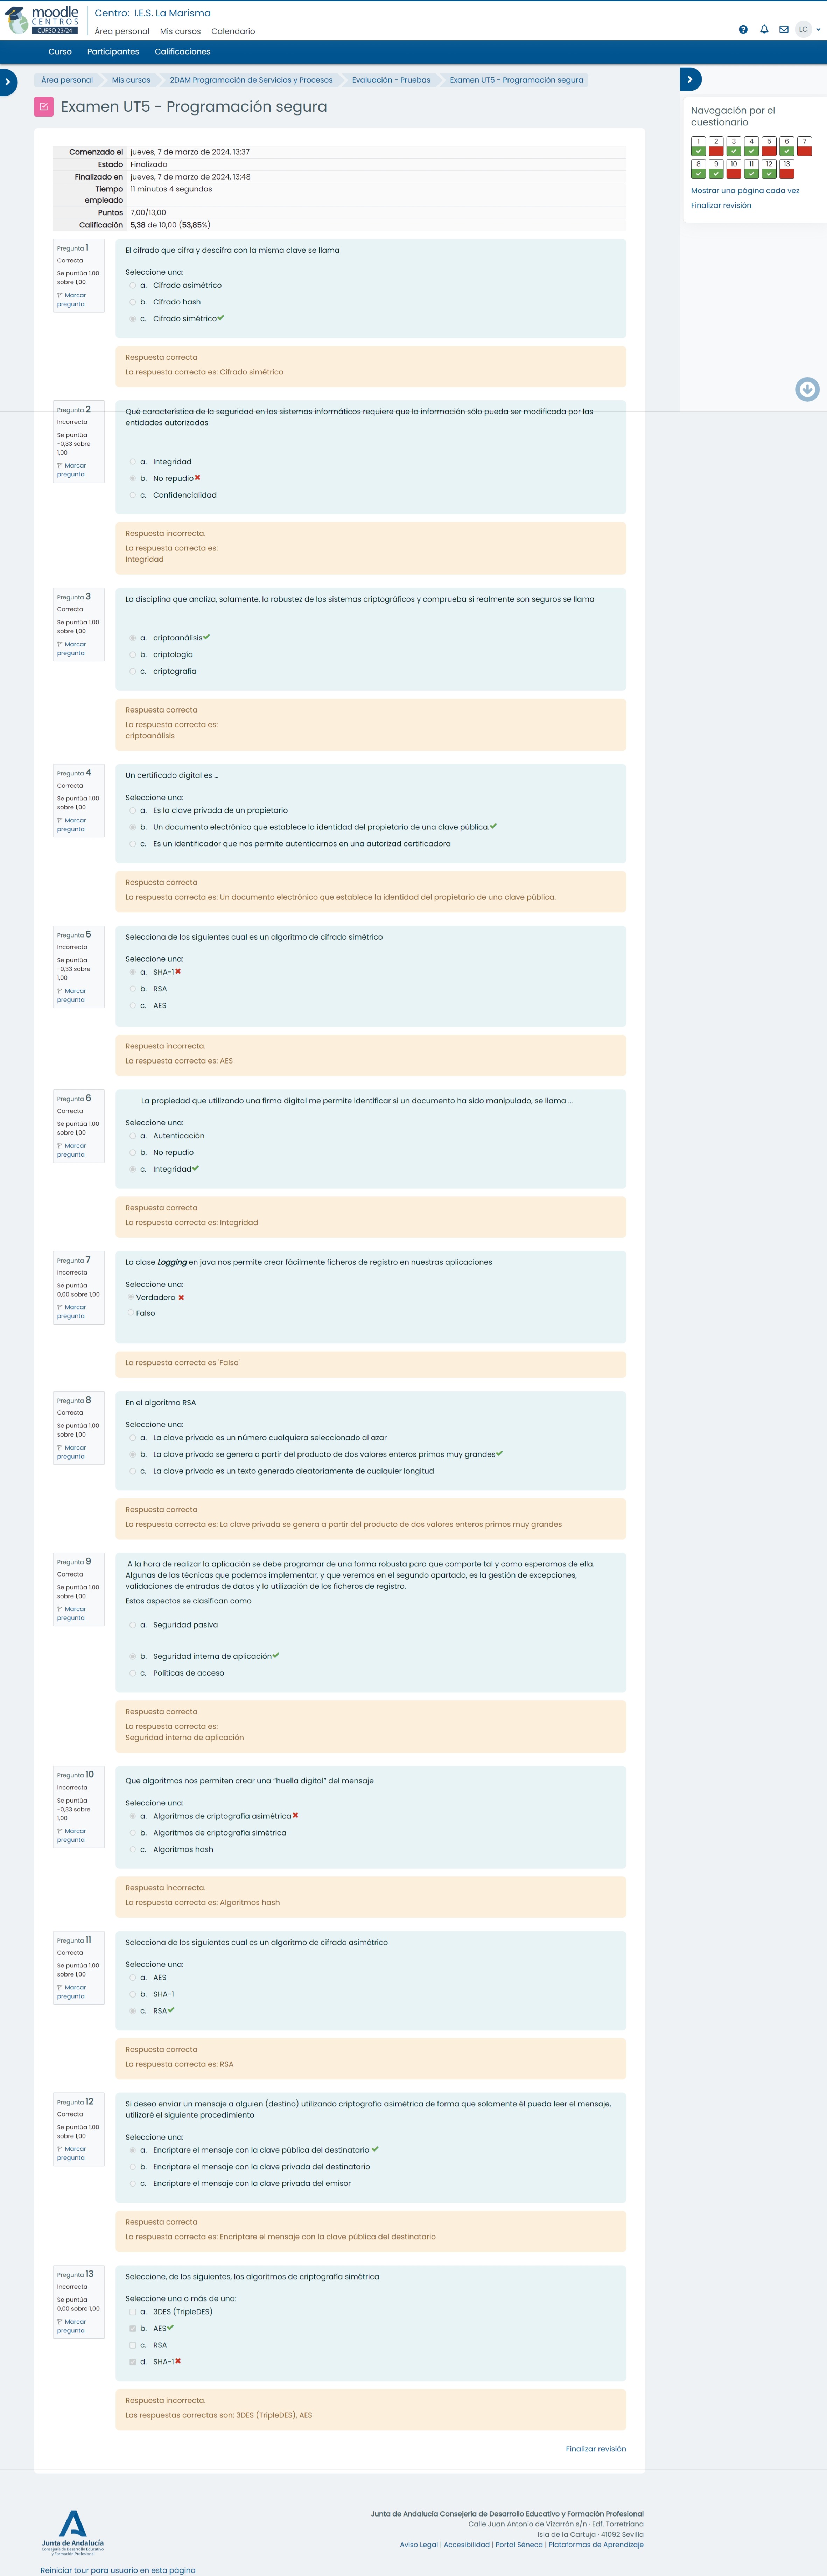 moodle
CENTROS
CURSO 23/24
Centro: I.E.S. La Marisma
Área personal Mis cursos Calendario
LC
Curso Participantes Calificaciones
Área personal Mis cursos 2DAM Programación de Servicios y Procesos Evaluación - Pruebas Examen UT5 - Programación segura
Examen UT5 - Programación segura
Comenzado el jueves, 7 de marzo de 2024, 13:37
Estado Finalizado
Finalizado en jueves, 7 de marzo de 2024, 13:48
Tiempo empleado 11 minutos 4 segundos
Puntos 7,00/13,00
Calificación 5,38 de 10,00 (53,85%)
Pregunta 1
Correcta
Se puntúa 1,00
sobre 1,00
Marcar
pregunta
El cifrado que cifra y descifra con la misma clave se llama
Seleccione una:
a. Cifrado asimétrico
b. Cifrado hash
c. Cifrado simétrico
Respuesta correcta
La respuesta correcta es: Cifrado simétrico
Pregunta 2
Incorrecta
Se puntúa
-0,33 sobre
1,00
Marcar
pregunta
Qué característica de la seguridad en los sistemas informáticos requiere que la información sólo pueda ser modificada por las
entidades autorizadas
a. Integridad
b. No repudio
c. Confidencialidad
Respuesta incorrecta.
La respuesta correcta es:
Integridad
Pregunta 3
Correcta
Se puntúa 1,00
sobre 1,00
Marcar
pregunta
La disciplina que analiza, solamente, la robustez de los sistemas criptográficos y comprueba si realmente son seguros se llama
a. criptoanálisis
b. criptología
c. criptografía
Respuesta correcta
La respuesta correcta es:
criptoanálisis
Pregunta 4
Correcta
Se puntúa 1,00
sobre 1,00
Marcar
pregunta
Un certificado digital es ...
Seleccione una:
a. Es la clave privada de un propietario
b. Un documento electrónico que establece la identidad del propietario de una clave pública.
c. Es un identificador que nos permite autenticarnos en una autorizad certificadora
Respuesta correcta
La respuesta correcta es: Un documento electrónico que establece la identidad del propietario de una clave pública.
Pregunta 5
Incorrecta
Se puntúa
-0,33 sobre
1,00
Marcar
pregunta
Selecciona de los siguientes cual es un algoritmo de cifrado simétrico
Seleccione una:
a. SHA-1
b. RSA
c. AES
Respuesta incorrecta.
La respuesta correcta es: AES
Pregunta 6
Correcta
Se puntúa 1,00
sobre 1,00
Marcar
pregunta
La propiedad que utilizando una firma digital me permite identificar si un documento ha sido manipulado, se llama ...
Seleccione una:
a. Autenticación
b. No repudio
c. Integridad
Respuesta correcta
La respuesta correcta es: Integridad
Pregunta 7
Incorrecta
Se puntúa
0,00 sobre 1,00
Marcar
pregunta
La clase Logging en java nos permite crear fácilmente ficheros de registro en nuestras aplicaciones
Seleccione una:
Verdadero
Falso
La respuesta correcta es 'Falso'
Pregunta 8
Correcta
Se puntúa 1,00
sobre 1,00
Marcar
pregunta
En el algoritmo RSA
Seleccione una:
a. La clave privada es un número cualquiera seleccionado al azar
b. La clave privada se genera a partir del producto de dos valores enteros primos muy grandes
c. La clave privada es un texto generado aleatoriamente de cualquier longitud
Respuesta correcta
La respuesta correcta es: La clave privada se genera a partir del producto de dos valores enteros primos muy grandes
Pregunta 9
Correcta
Se puntúa 1,00
sobre 1,00
Marcar
pregunta
A la hora de realizar la aplicación se debe programar de una forma robusta para que comporte tal y como esperamos de ella.
Algunas de las técnicas que podemos implementar, y que veremos en el segundo apartado, es la gestión de excepciones,
validaciones de entradas de datos y la utilización de los ficheros de registro.
Estos aspectos se clasifican como
a. Seguridad pasiva
b. Seguridad interna de aplicación
c. Políticas de acceso
Respuesta correcta
La respuesta correcta es:
Seguridad interna de aplicación
Pregunta 10
Incorrecta
Se puntúa
-0,33 sobre
1,00
Marcar
pregunta
Que algoritmos nos permiten crear una "huella digital" del mensaje
Seleccione una:
a. Algoritmos de criptografía asimétrica
b. Algoritmos de criptografía simétrica
c. Algoritmos hash
Respuesta incorrecta.
La respuesta correcta es: Algoritmos hash
Pregunta 11
Correcta
Se puntúa 1,00
sobre 1,00
Marcar
pregunta
Selecciona de los siguientes cual es un algoritmo de cifrado asimétrico
Seleccione una:
a. AES
b. SHA-1
c. RSA
Respuesta correcta
La respuesta correcta es: RSA
Pregunta 12
Correcta
Se puntúa 1,00
sobre 1,00
Marcar
pregunta
Si deseo enviar un mensaje a alguien (destino) utilizando criptografía asimétrica de forma que solamente él pueda leer el mensaje,
utilizaré el siguiente procedimiento
Seleccione una:
a. Encriptare el mensaje con la clave pública del destinatario
b. Encriptare el mensaje con la clave privada del destinatario
c. Encriptare el mensaje con la clave privada del emisor
Respuesta correcta
La respuesta correcta es: Encriptare el mensaje con la clave pública del destinatario
Pregunta 13
Incorrecta
Se puntúa
0,00 sobre 1,00
Marcar
pregunta
Seleccione, de los siguientes, los algoritmos de criptografía simétrica
Seleccione una o más de una:
a. 3DES (TripleDES)
b. AES
c. RSA
d. SHA-1
Respuesta incorrecta.
Las respuestas correctas son: 3DES (TripleDES), AES
Finalizar revisión
Navegación por el
cuestionario
1 2 3 4 5 6 7
8 9 10 11 12 13
Mostrar una página cada vez
Finalizar revisión
Junta de Andalucía
Consejería de Desarrollo Educativo
y Formación Profesional
Junta de Andalucía Consejería de Desarrollo Educativo y Formación Profesional
Calle Juan Antonio de Vizarrón s/n · Edf. Torretriana
Isla de la Cartuja · 41092 Sevilla
Aviso Legal | Accesibilidad | Portal Séneca | Plataformas de Aprendizaje
Reiniciar tour para usuario en esta página